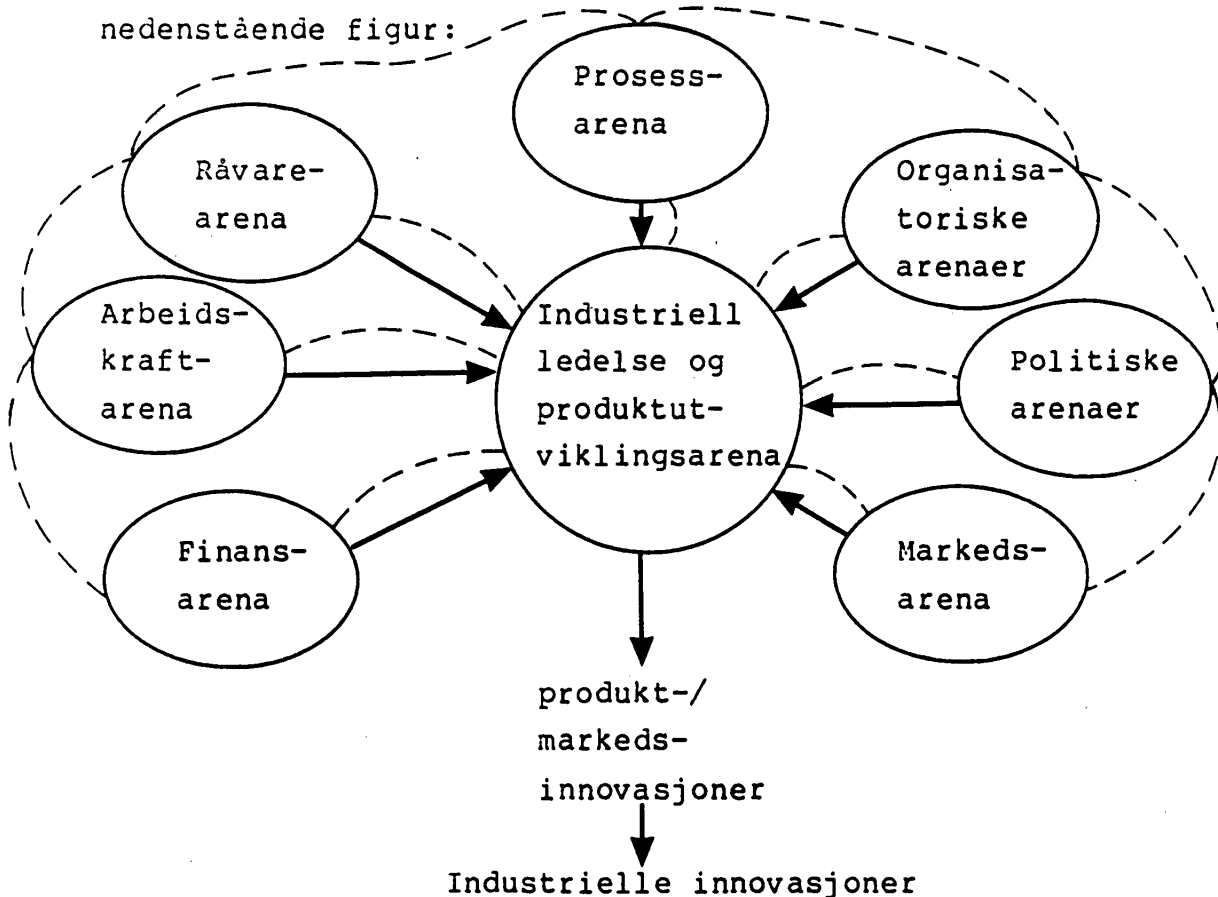 nedenstående figur:
Prosess-
arena
Råvare-
arena
Organisa-
toriske
arenaer
Arbeids-
kraft-
arena
Industriell
ledelse og
produktut-
viklingsarena
Politiske
arenaer
Finans-
arena
Markeds-
arena
produkt-/
markeds-
innovasjoner
Industrielle innovasjoner